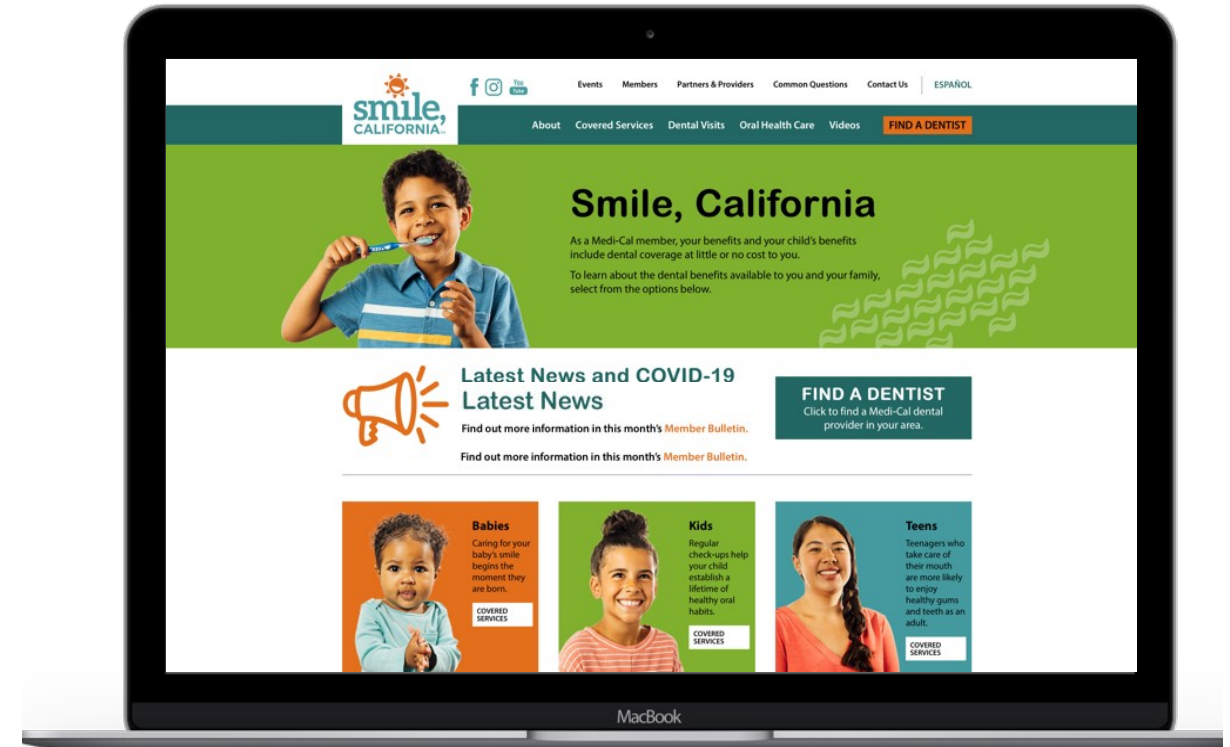 smile,
CALIFORNIA
f
You
Tube
Events Members Partners & Providers Common Questions Contact Us ESPAÑOL
About Covered Services Dental Visits Oral Health Care Videos FIND A DENTIST
Smile, California
As a Medi-Cal member, your benefits and your child's benefits
include dental coverage at little or no cost to you.
To learn about the dental benefits available to you and your family,
select from the options below.
Latest News and COVID-19
Latest News
Find out more information in this month's Member Bulletin.
Find out more information in this month's Member Bulletin.
FIND A DENTIST
Click to find a Medi-Cal dental
provider in your area.
Babies
Caring for your
baby's smile
begins the
moment they
are born.
COVERED
SERVICES
Kids
Regular
check-ups help
your child
establish a
lifetime of
healthy oral
habits.
COVERED
SERVICES
Teens
Teenagers who
take care of
their mouth
are more likely
to enjoy
healthy gums
and teeth as an
adult.
COVERED
SERVICES
MacBook